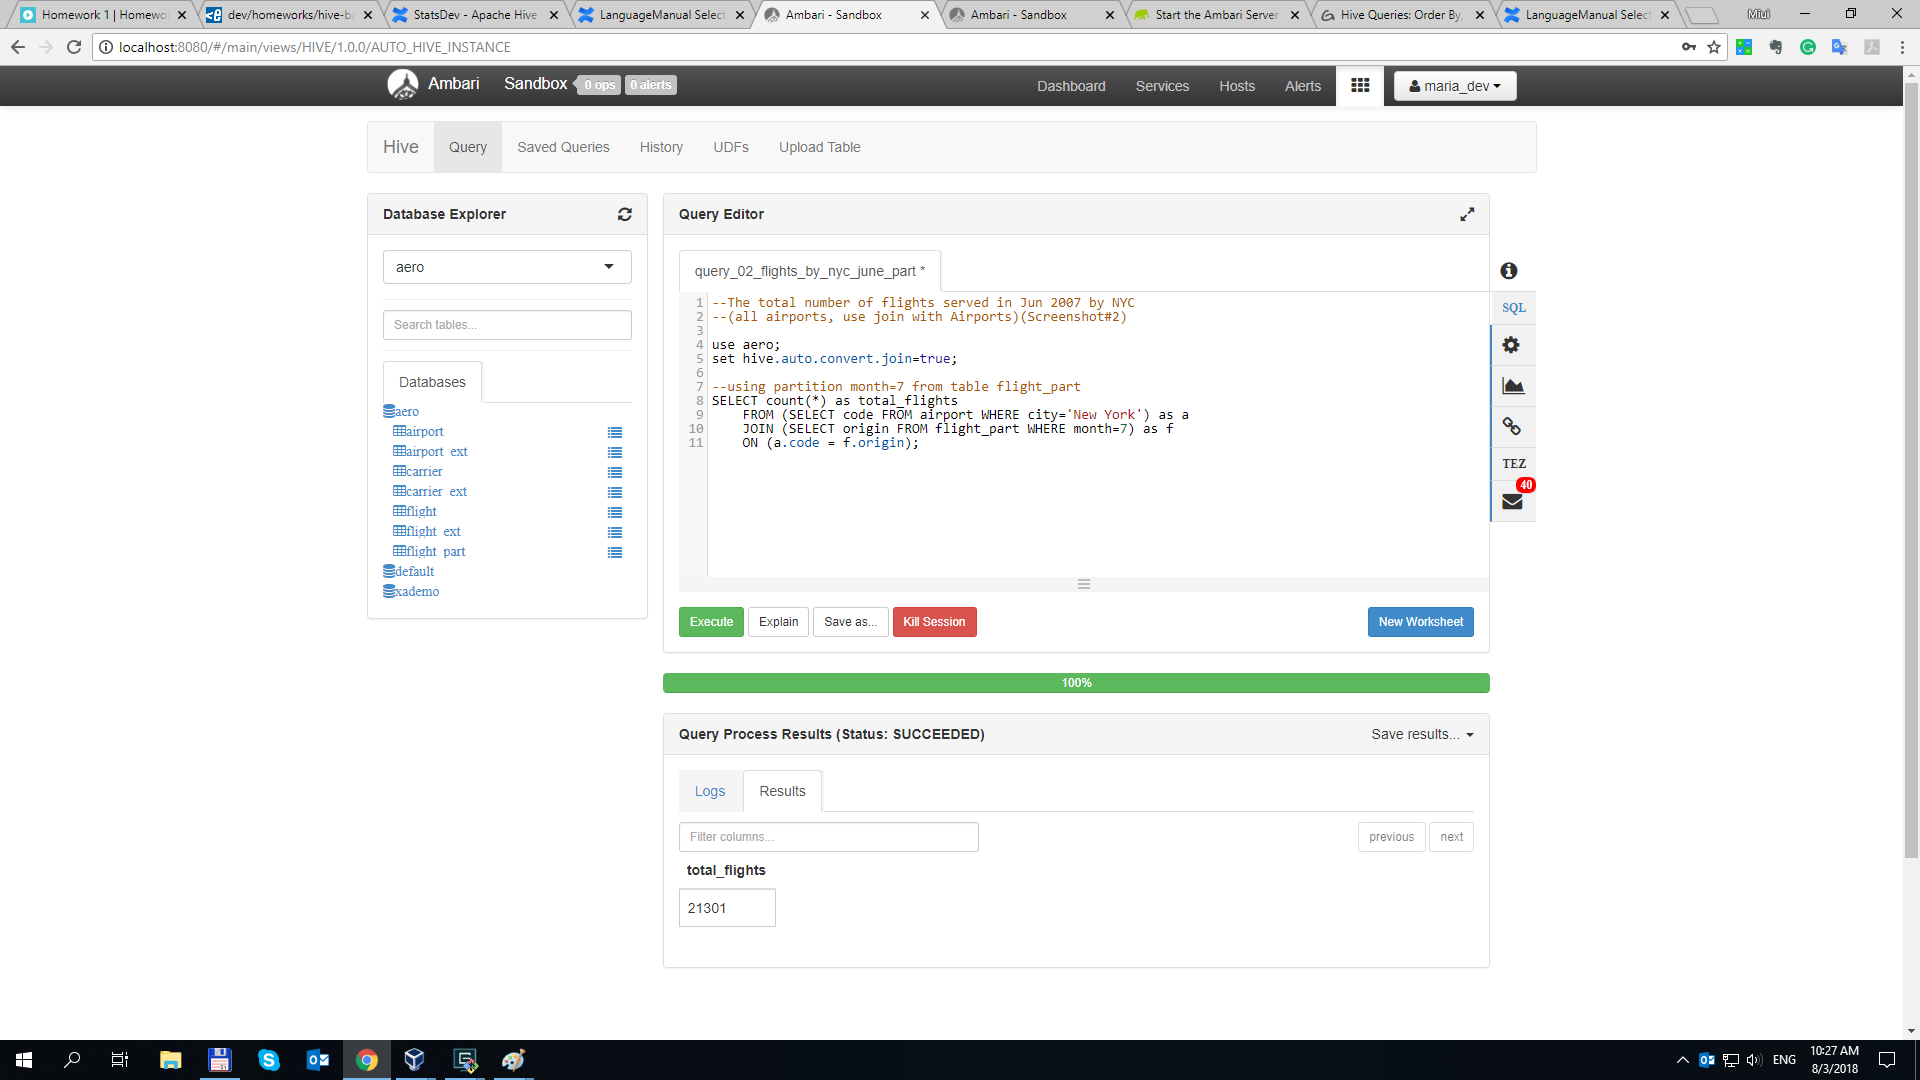 Homework 1 | Homewo
dev/homeworks/hive-ba
StatsDev - Apache Hive
LanguageManual Select
Ambari - Sandbox
Ambari - Sandbox
Start the Ambari Server
Hive Queries: Order By,
LanguageManual Select
Miui
localhost:8080/#/main/views/HIVE/1.0.0/AUTO_HIVE_INSTANCE
Ambari Sandbox 0 ops 0 alerts
Dashboard Services Hosts Alerts maria_dev
Hive Query Saved Queries History UDFs Upload Table
Database Explorer
aero
Search tables...
Databases
aero
airport
airport_ext
carrier
carrier_ext
flight
flight_ext
flight_part
default
xademo
Query Editor
query_02_flights_by_nyc_june_part *
1 --The total number of flights served in Jun 2007 by NYC
2 --(all airports, use join with Airports)(Screenshot#2)
3
4 use aero;
5 set hive.auto.convert.join=true;
6
7 --using partition month=7 from table flight_part
8 SELECT count(*) as total_flights
9 FROM (SELECT code FROM airport WHERE city='New York') as a
10 JOIN (SELECT origin FROM flight_part WHERE month=7) as f
11 ON (a.code = f.origin);
SQL
TEZ
40
Execute Explain Save as... Kill Session New Worksheet
100%
Query Process Results (Status: SUCCEEDED) Save results...
Logs Results
Filter columns... previous next
total_flights
21301
ENG
10:27 AM
8/3/2018